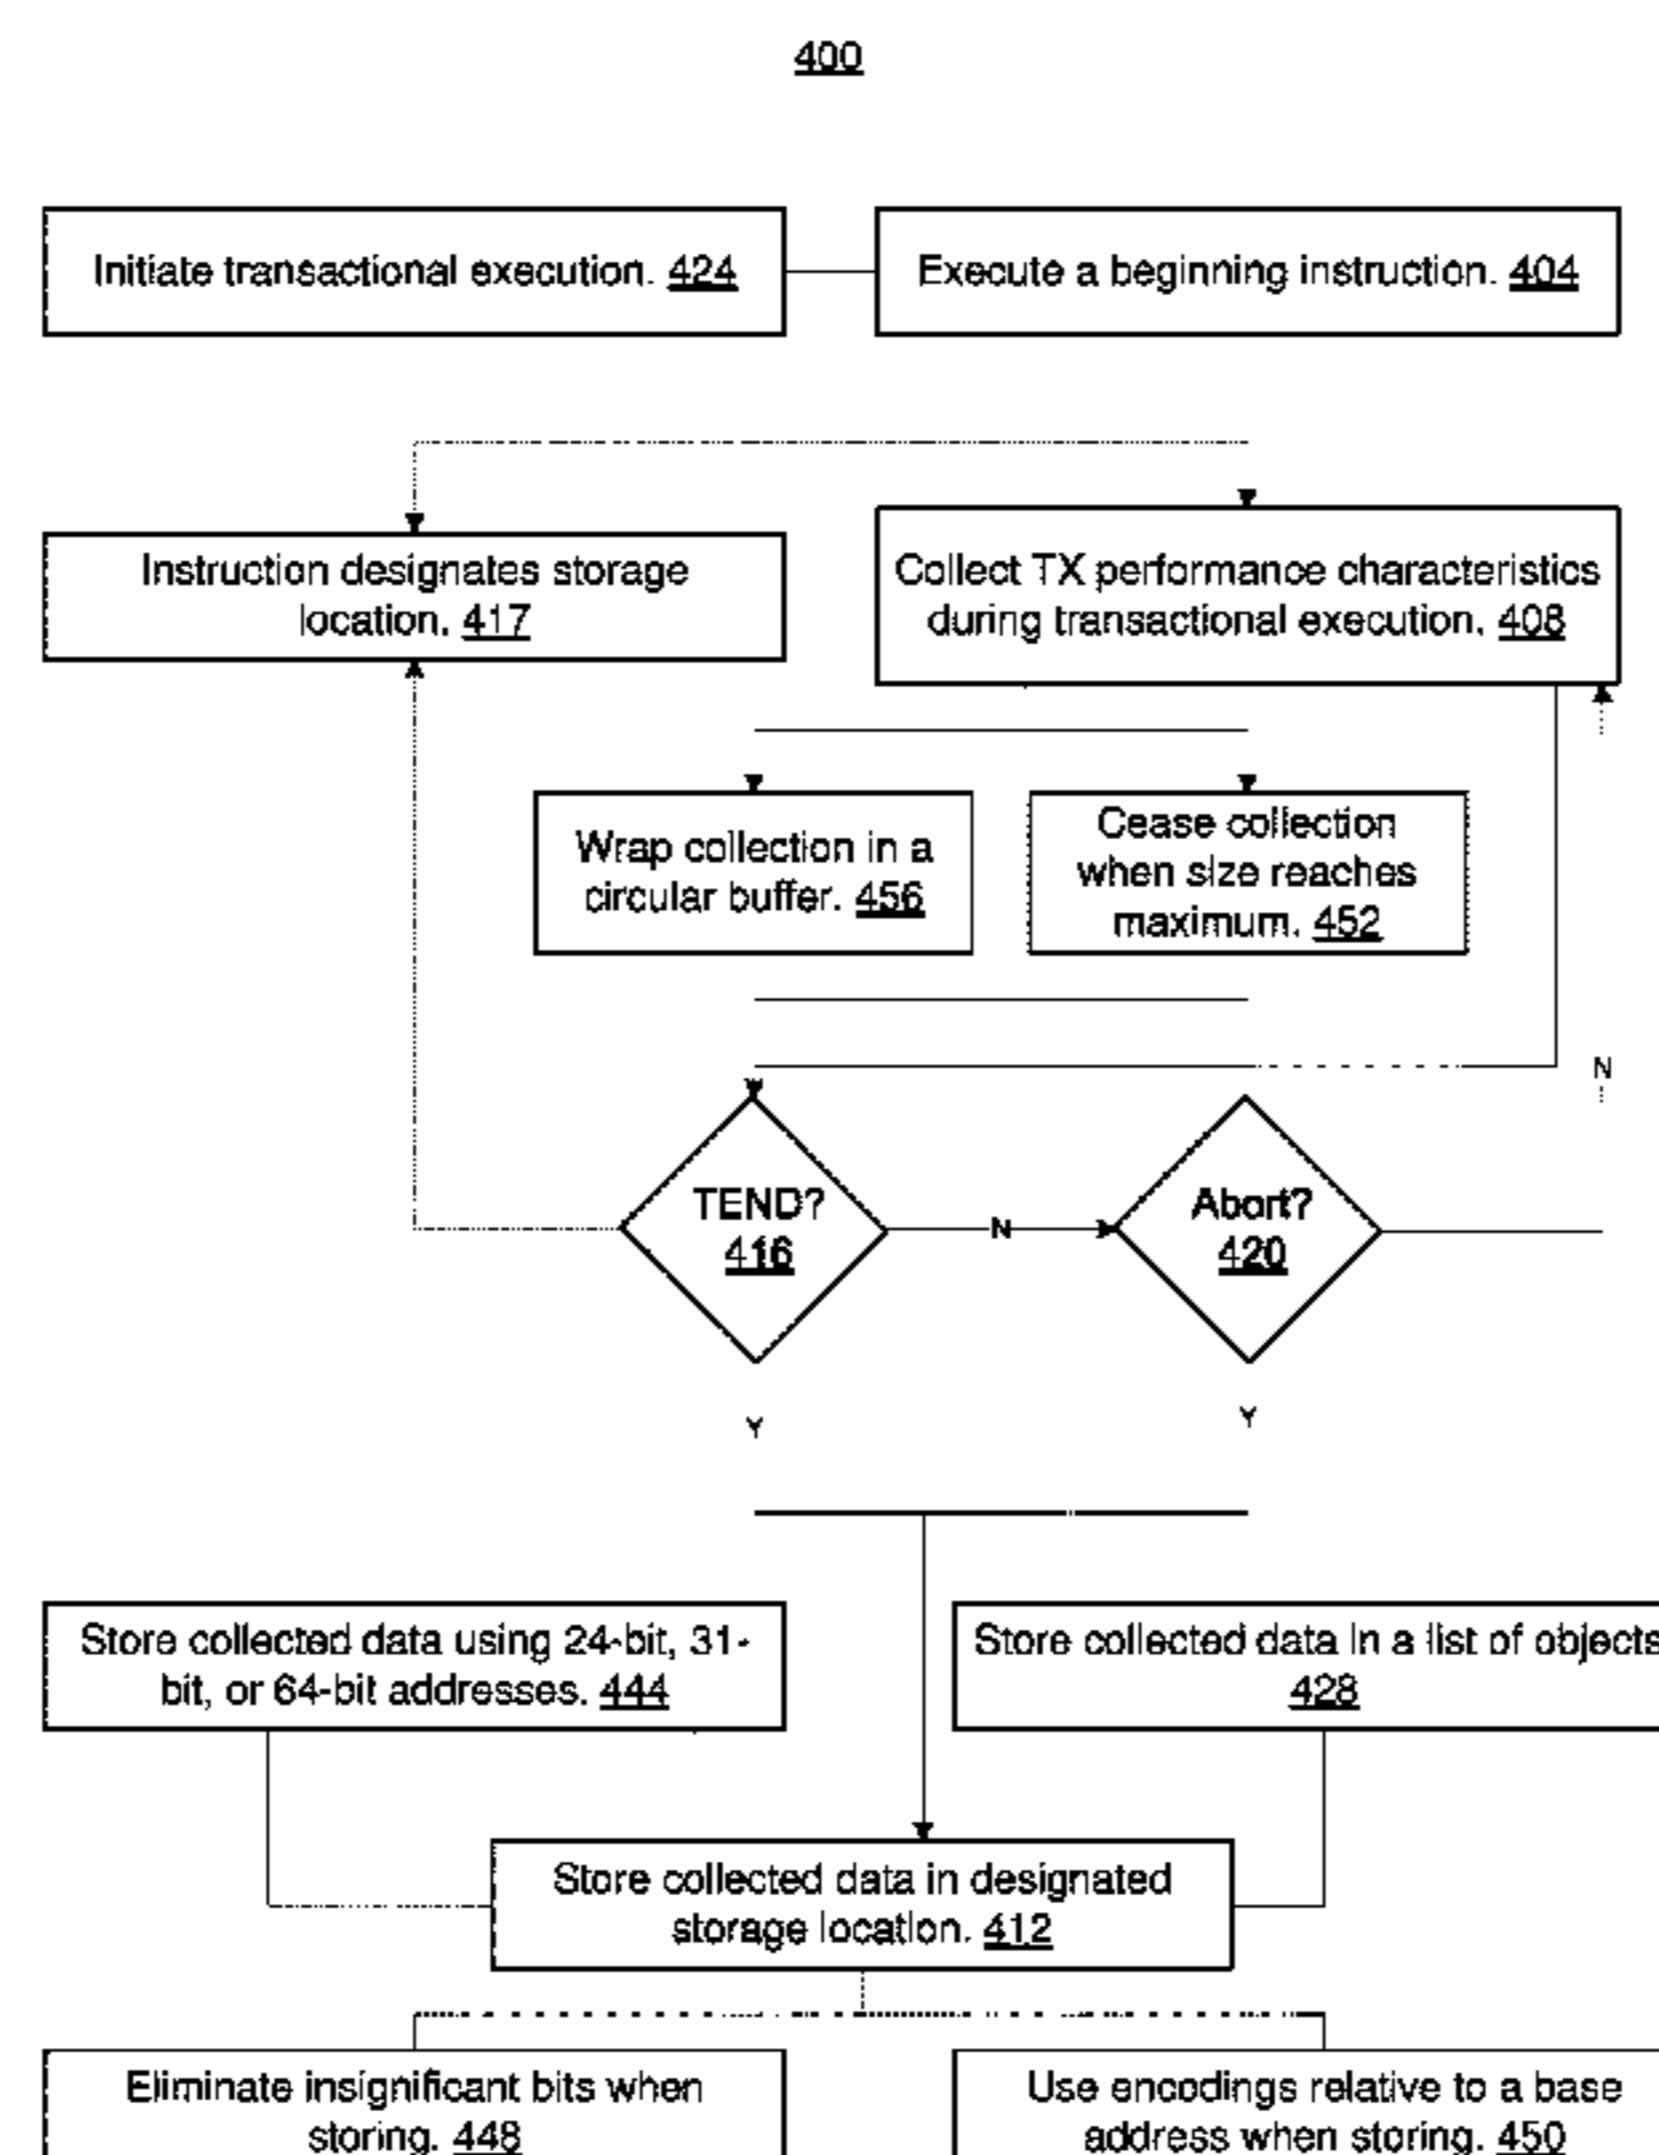 400
Initiate transactional execution. 424
Execute a beginning instruction. 404
Instruction designates storage
location. 417
Collect TX performance characteristics
during transactional execution. 408
Wrap collection in a
circular buffer. 456
Cease collection
when size reaches
maximum. 452
N
TEND?
416
N
Abort?
420
Y
Y
Store collected data using 24-bit, 31-
bit, or 64-bit addresses. 444
Store collected data in a list of objects
428
Store collected data in designated
storage location. 412
Eliminate insignificant bits when
storing. 448
Use encodings relative to a base
address when storing. 450